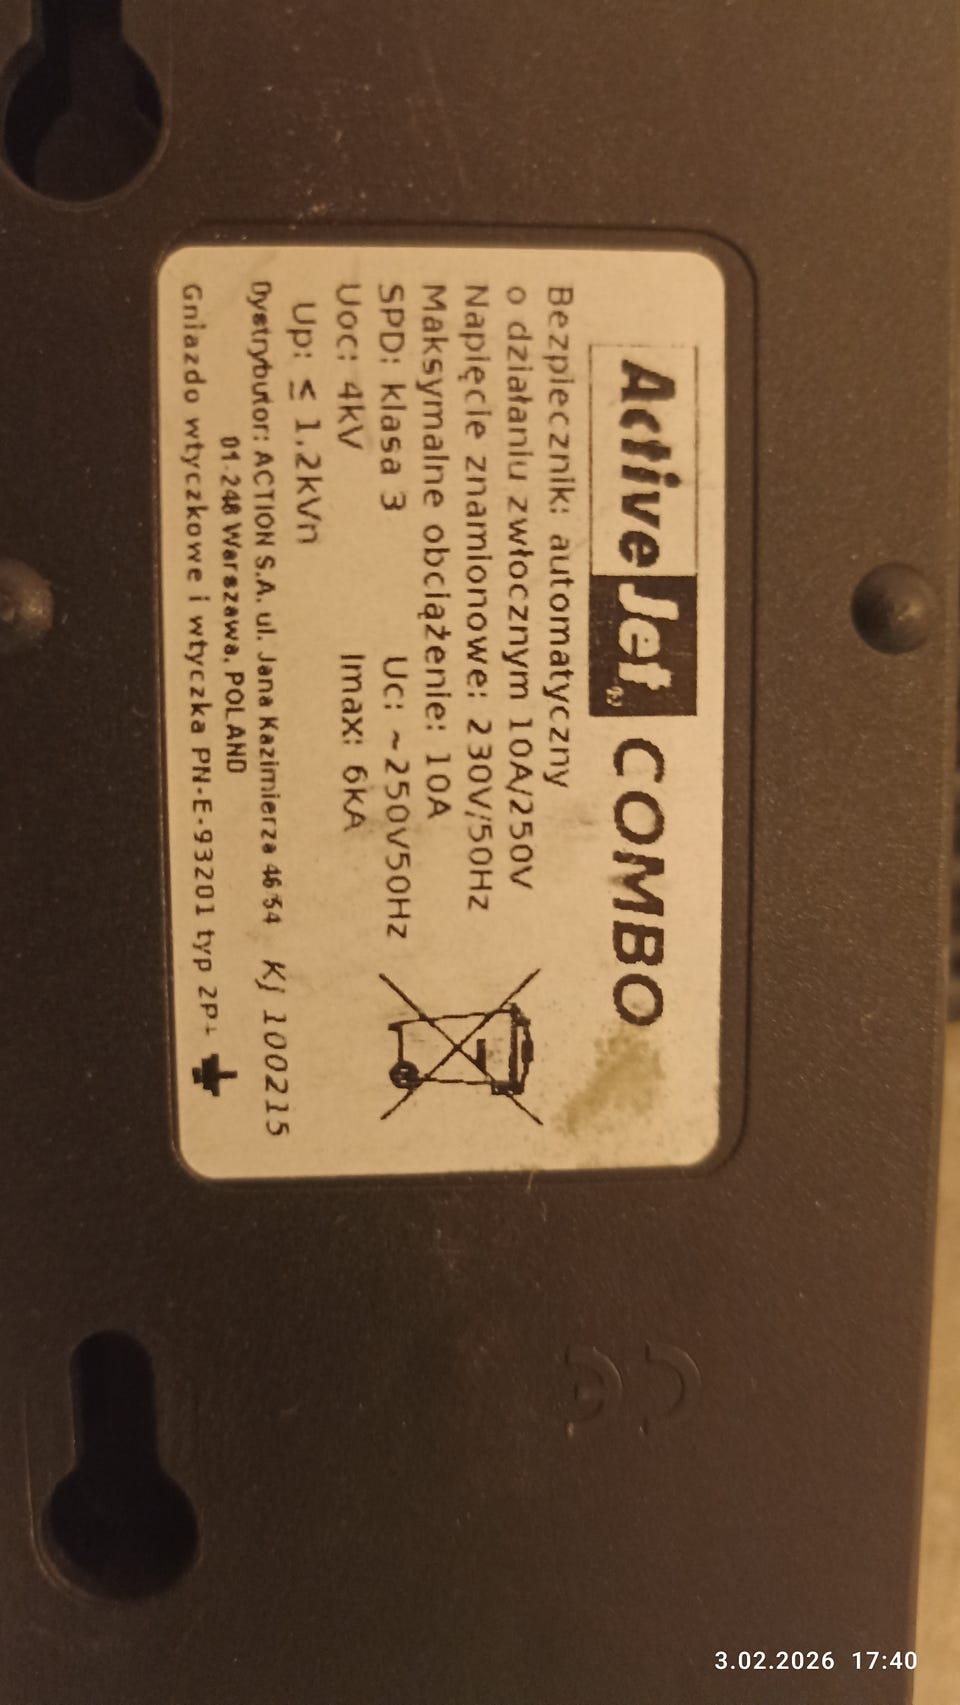 ActiveJet® COMBO
Bezpiecznik: automatyczny
o działaniu zwłocznym 10A/250V
Napięcie znamionowe: 230V/50Hz
Maksymalne obciążenie: 10A
SPD: klasa 3 Uc: ~250V50Hz
Uoc: 4kV Imax: 6kA
Up: ≤ 1,2kVn
Dystrybutor: ACTION S.A. ul. Jana Kazimierza 46 54 KJ 100215
01-248 Warszawa, POLAND
Gniazdo wtyczkowe i wtyczka PN-E-93201 typ 2P+
CE
3.02.2026 17:40